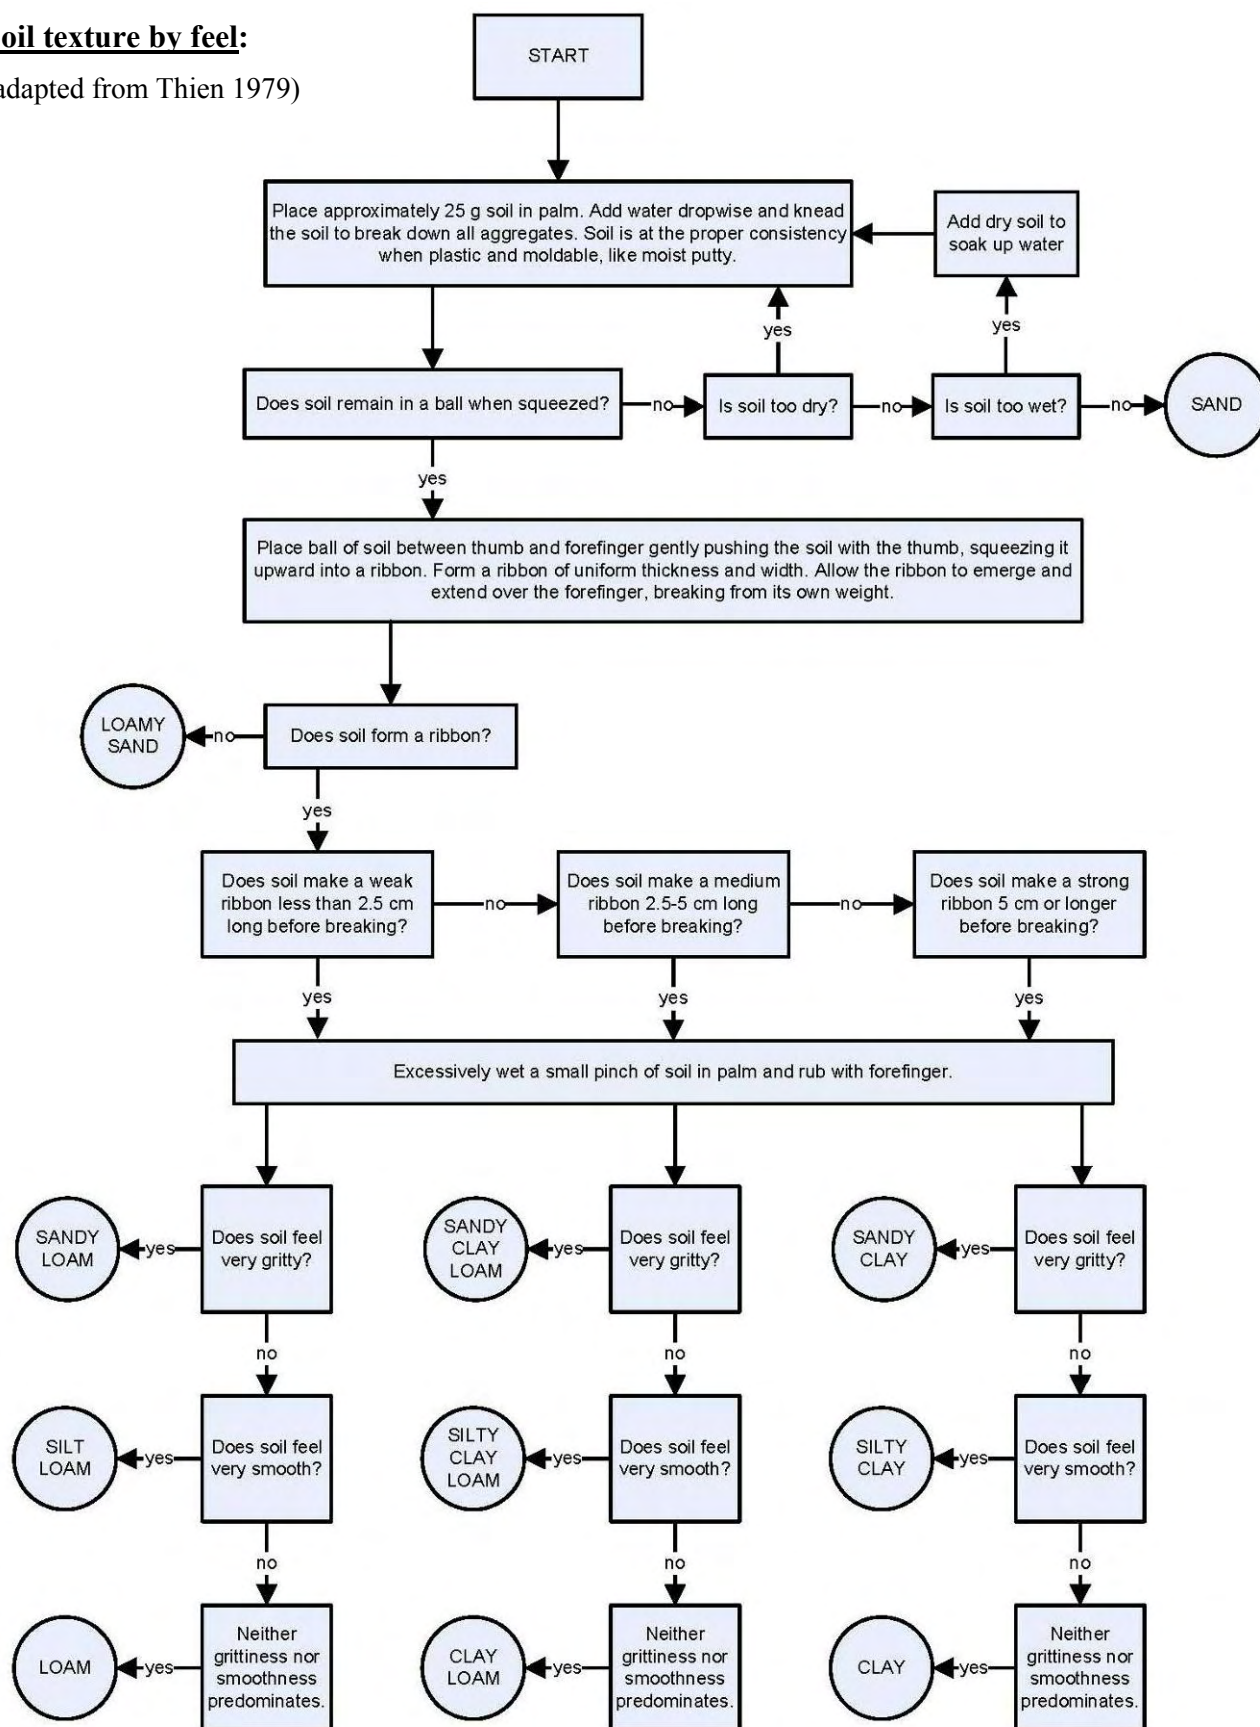 oil texture by feel:
adapted from Thien 1979)
START
Place approximately 25 g soil in palm. Add water dropwise and knead
the soil to break down all aggregates. Soil is at the proper consistency
when plastic and moldable, like moist putty.
Add dry soil to
soak up water
yes
yes
Does soil remain in a ball when squeezed?
no
Is soil too dry?
no
Is soil too wet?
no
SAND
yes
Place ball of soil between thumb and forefinger gently pushing the soil with the thumb, squeezing it
upward into a ribbon. Form a ribbon of uniform thickness and width. Allow the ribbon to emerge and
extend over the forefinger, breaking from its own weight.
LOAMY
SAND
no
Does soil form a ribbon?
yes
Does soil make a weak
ribbon less than 2.5 cm
long before breaking?
no
Does soil make a medium
ribbon 2.5-5 cm long
before breaking?
no
Does soil make a strong
ribbon 5 cm or longer
before breaking?
yes
yes
yes
Excessively wet a small pinch of soil in palm and rub with forefinger.
SANDY
LOAM
yes
Does soil feel
very gritty?
SANDY
CLAY
LOAM
yes
Does soil feel
very gritty?
SANDY
CLAY
yes
Does soil feel
very gritty?
no
no
no
SILT
LOAM
yes
Does soil feel
very smooth?
SILTY
CLAY
LOAM
yes
Does soil feel
very smooth?
SILTY
CLAY
yes
Does soil feel
very smooth?
no
no
no
LOAM
yes
Neither
grittiness nor
smoothness
predominates.
CLAY
LOAM
yes
Neither
grittiness nor
smoothness
predominates.
CLAY
yes
Neither
grittiness nor
smoothness
predominates.